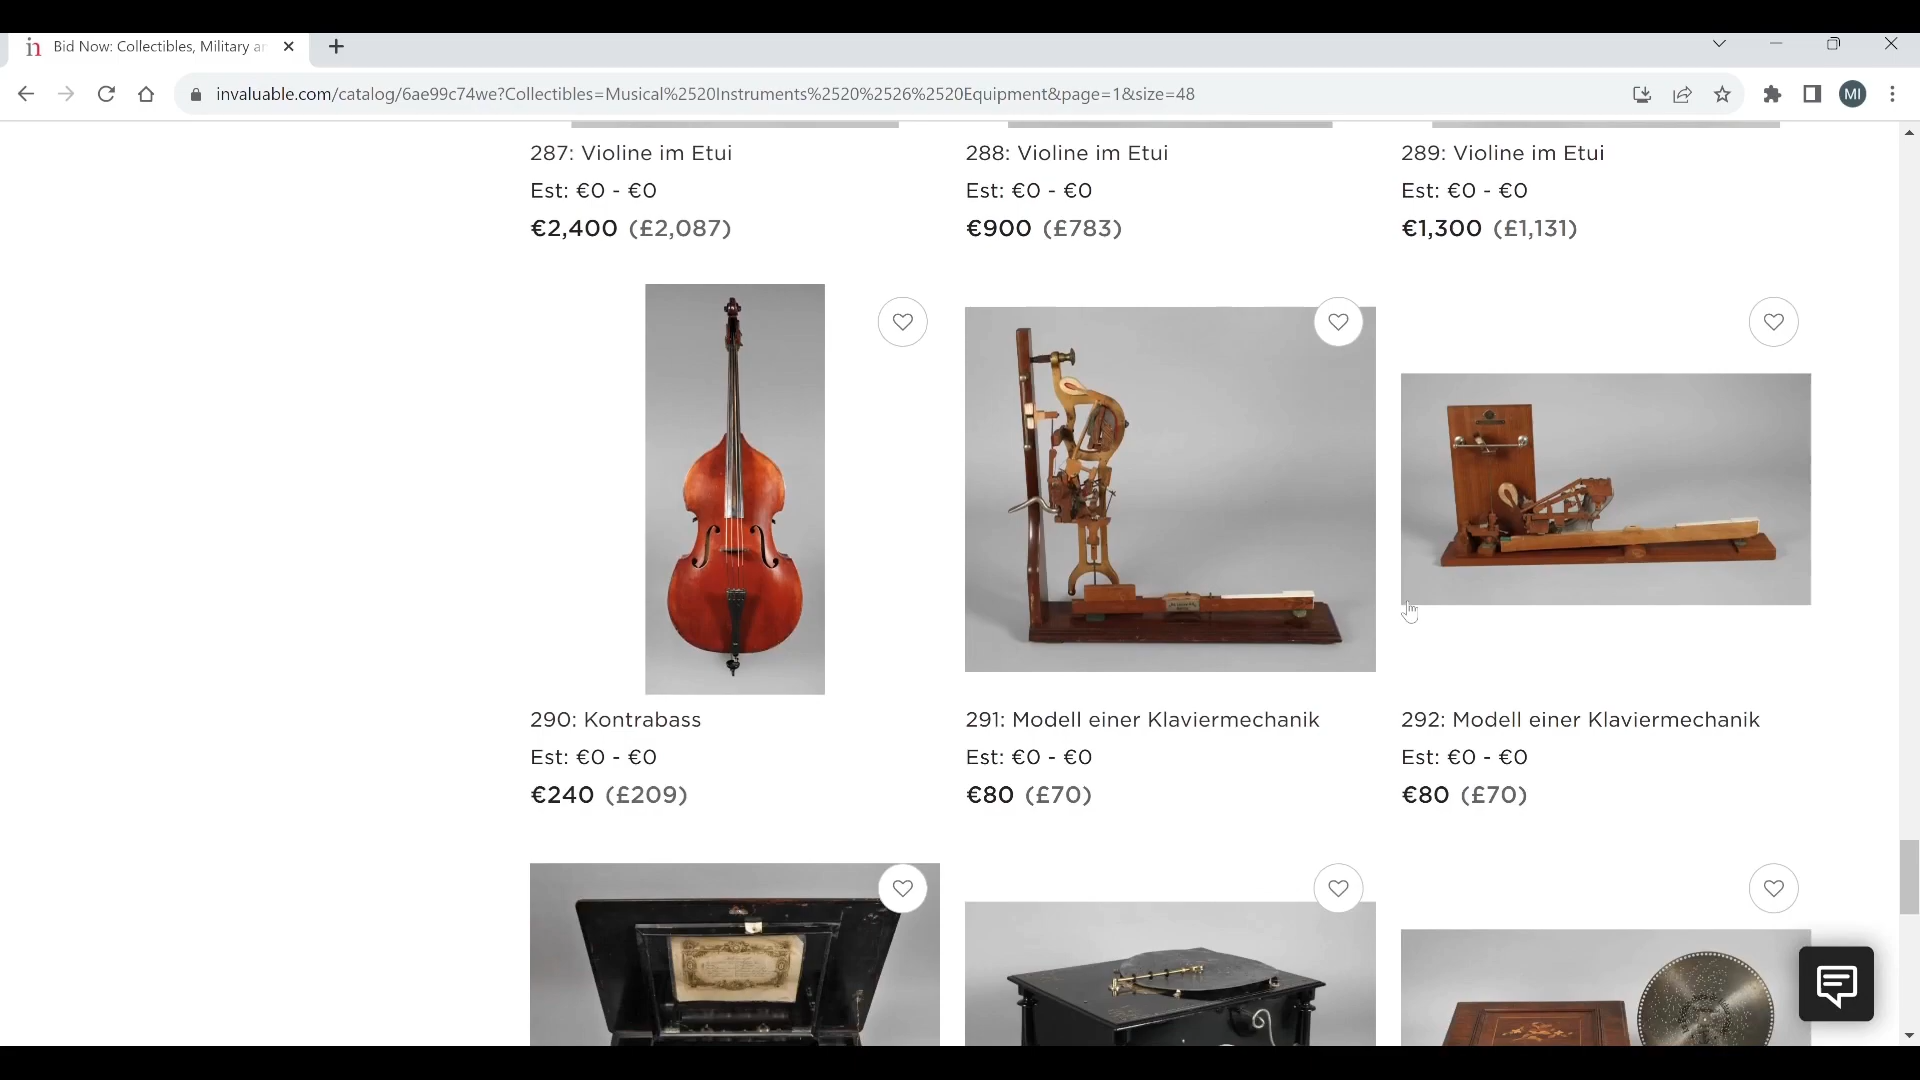 Bid Now: Collectibles, Military ar
invaluable.com/catalog/6ae99c74we?Collectibles=Musical%2520Instruments%2520%2526%2520Equipment&page=1&size=48
MI
287: Violine im Etui
Est: €0 - €0
€2,400 (£2,087)
288: Violine im Etui
Est: €0 - €0
€900 (£783)
289: Violine im Etui
Est: €0 - €0
€1,300 (£1,131)
290: Kontrabass
Est: €0 - €0
€240 (£209)
291: Modell einer Klaviermechanik
Est: €0 - €0
€80 (£70)
292: Modell einer Klaviermechanik
Est: €0 - €0
€80 (£70)